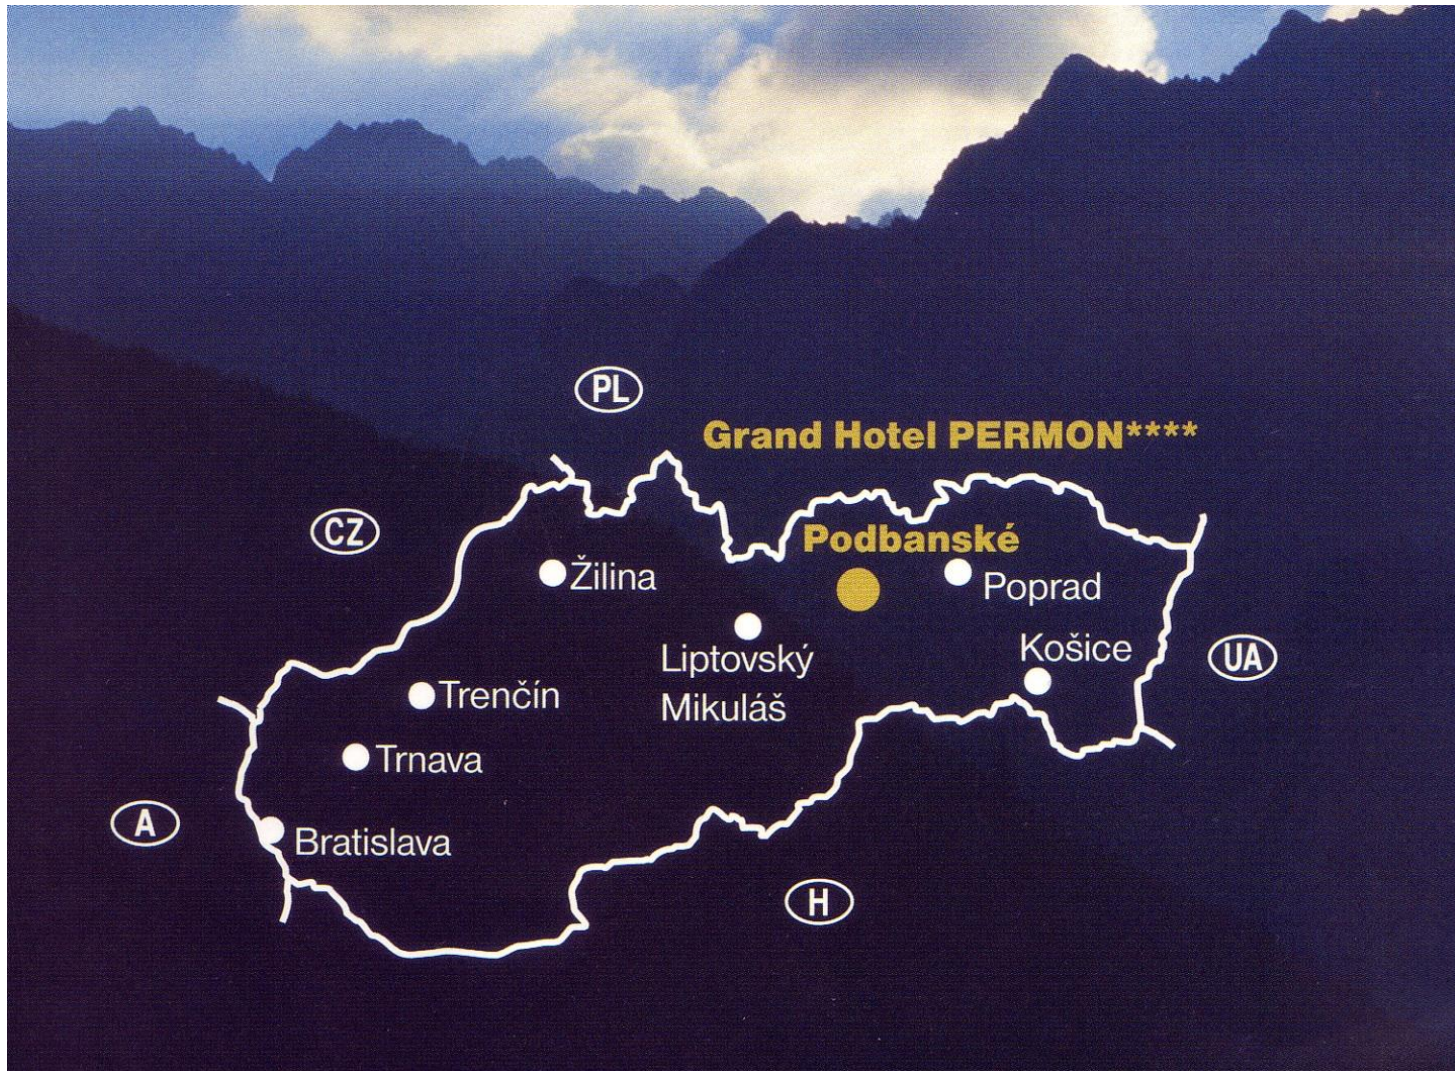 PL
Grand Hotel PERMON****
CZ
Podbanské
Žilina
Poprad
Liptovský
Mikuláš
Košice
UA
Trenčín
Trnava
A
Bratislava
H